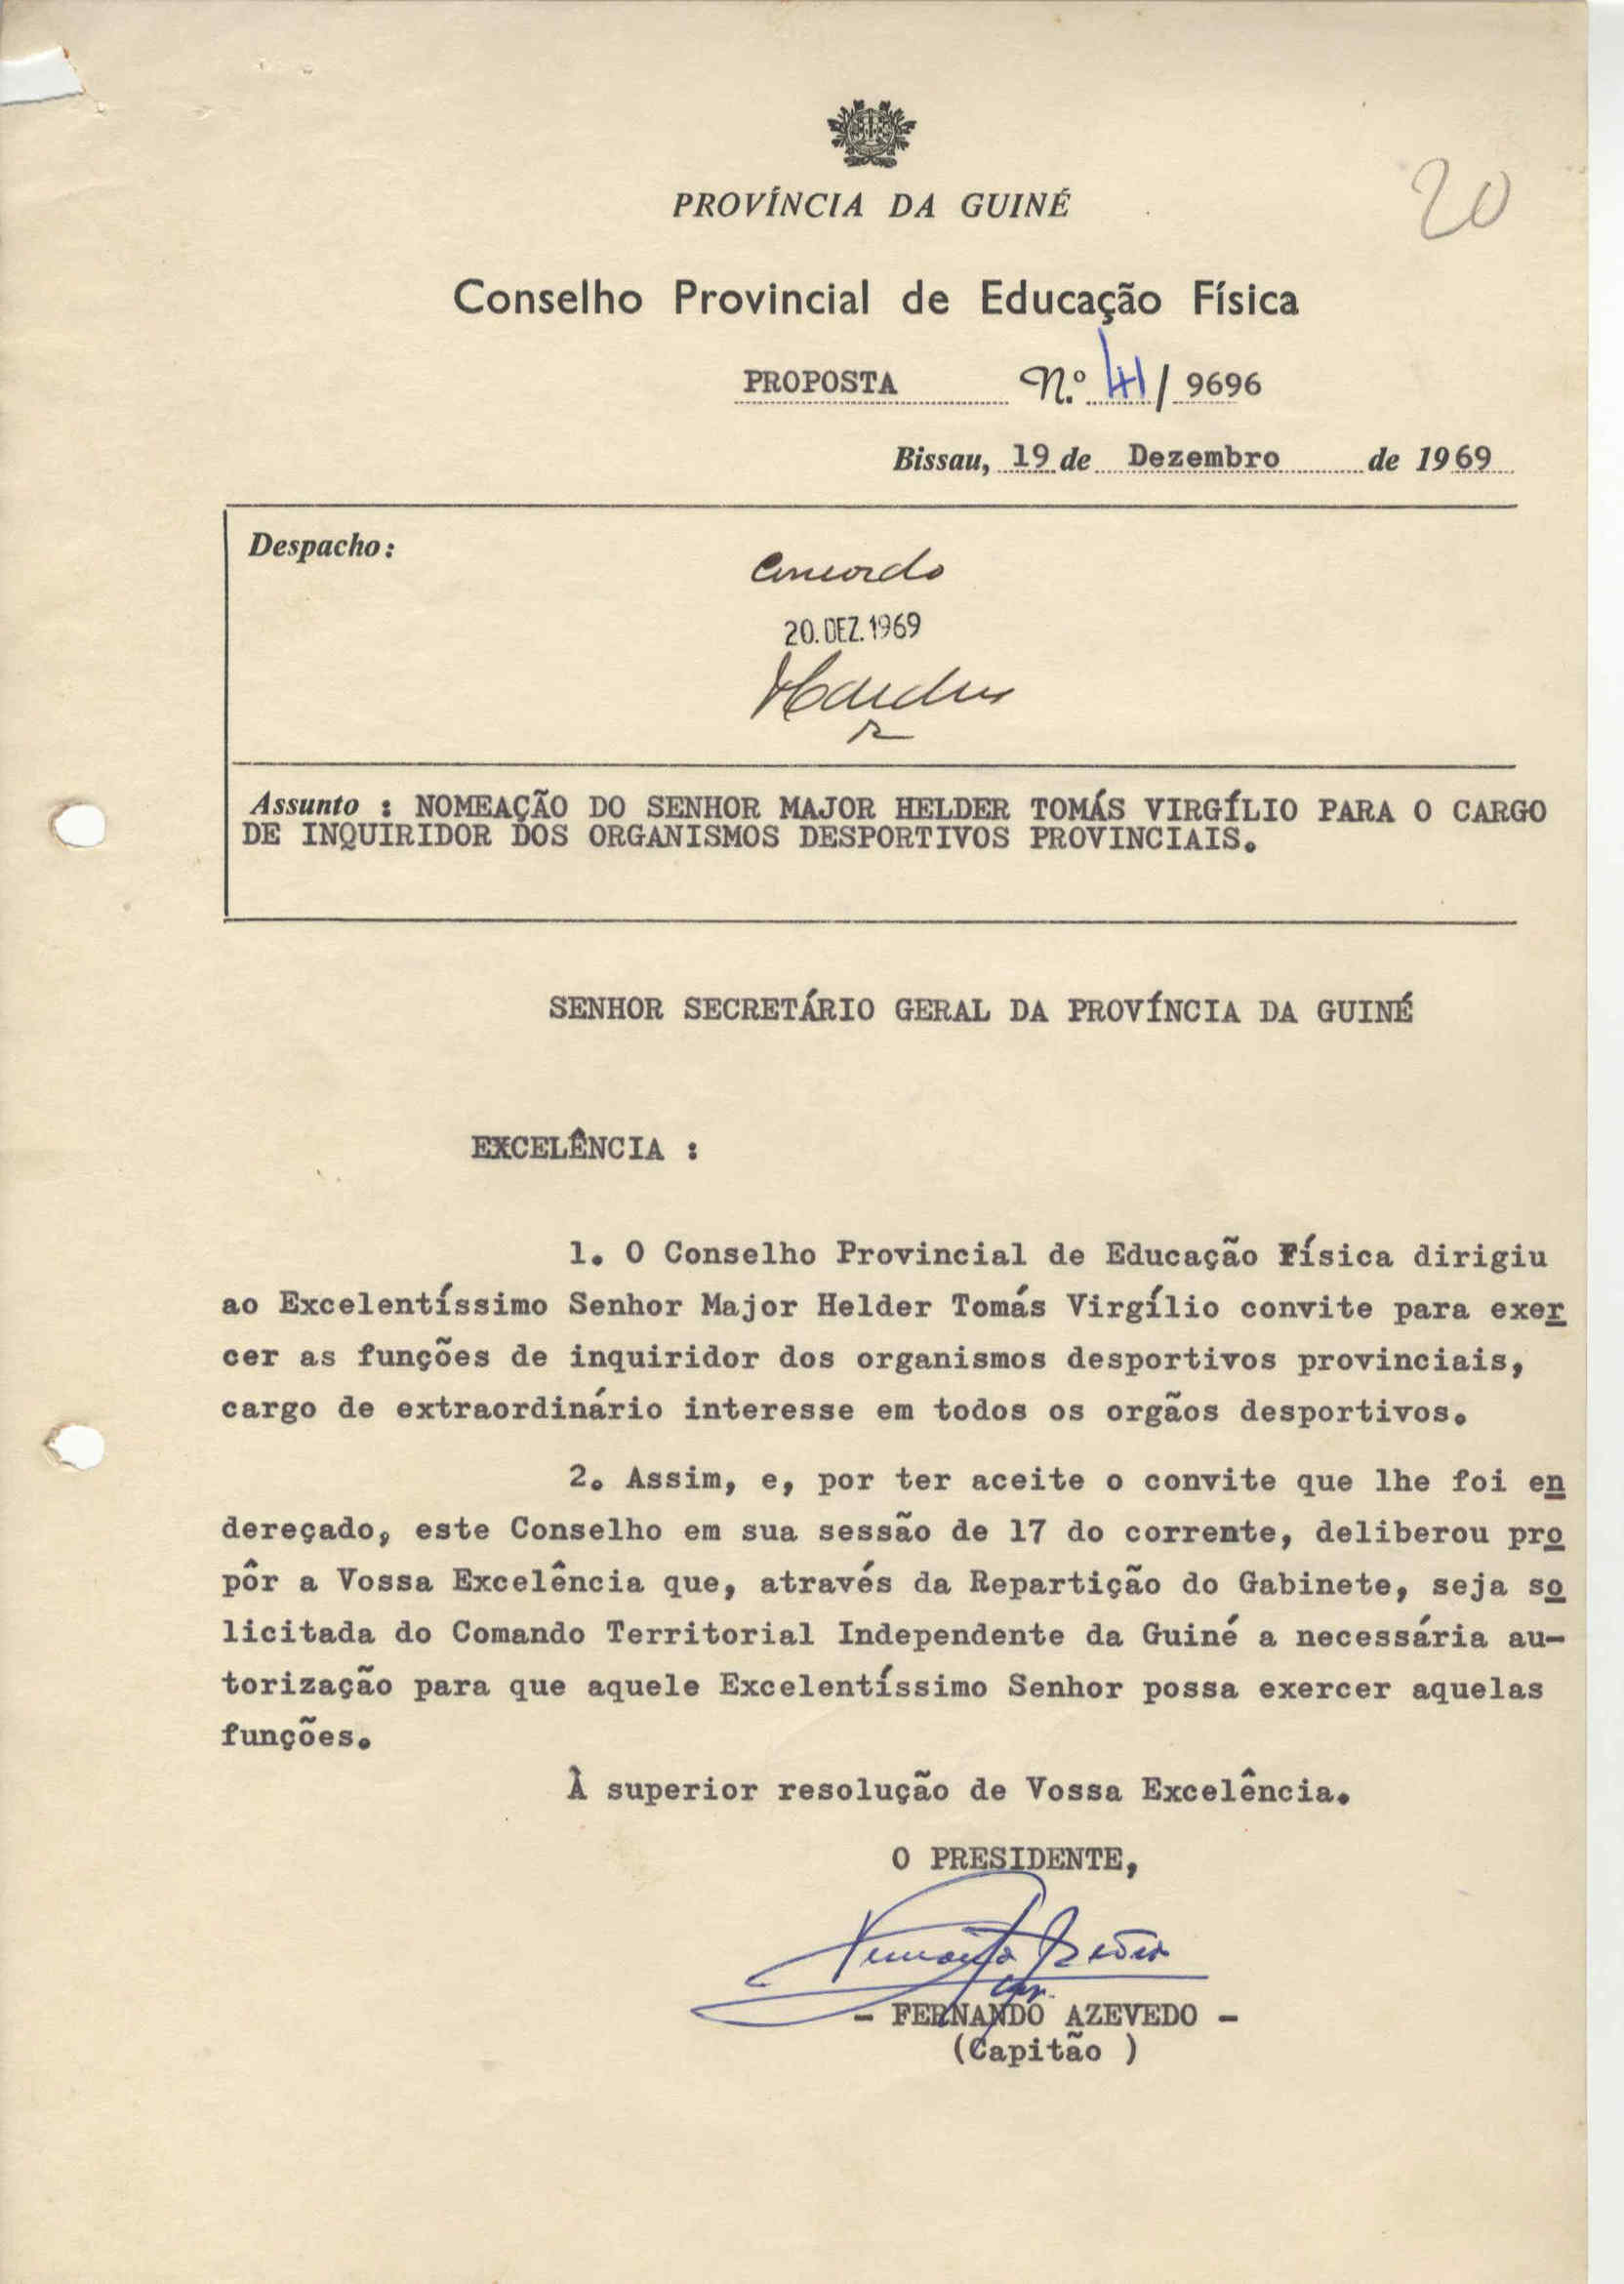 20
PROVÍNCIA DA GUINÉ
Conselho Provincial de Educação Física
PROPOSTA N.º 41/ 9696
Bissau, 19 de Dezembro de 1969
Despacho:
Concordo
20. DEZ. 1969
Assunto : NOMEAÇÃO DO SENHOR MAJOR HELDER TOMÁS VIRGÍLIO PARA O CARGO
DE INQUIRIDOR DOS ORGANISMOS DESPORTIVOS PROVINCIAIS.
SENHOR SECRETÁRIO GERAL DA PROVÍNCIA DA GUINÉ
EXCELÊNCIA :
1. O Conselho Provincial de Educação Física dirigiu
ao Excelentíssimo Senhor Major Helder Tomás Virgílio convite para exer
cer as funções de inquiridor dos organismos desportivos provinciais,
cargo de extraordinário interesse em todos os orgãos desportivos.
2. Assim, e, por ter aceite o convite que lhe foi en
dereçado, este Conselho em sua sessão de 17 do corrente, deliberou pro
pôr a Vossa Excelência que, através da Repartição do Gabinete, seja so
licitada do Comando Territorial Independente da Guiné a necessária au-
torização para que aquele Excelentíssimo Senhor possa exercer aquelas
funções.
À superior resolução de Vossa Excelência.
O PRESIDENTE,
Fernando Azevedo
Cap.
- FERNANDO AZEVEDO -
(Capitão )